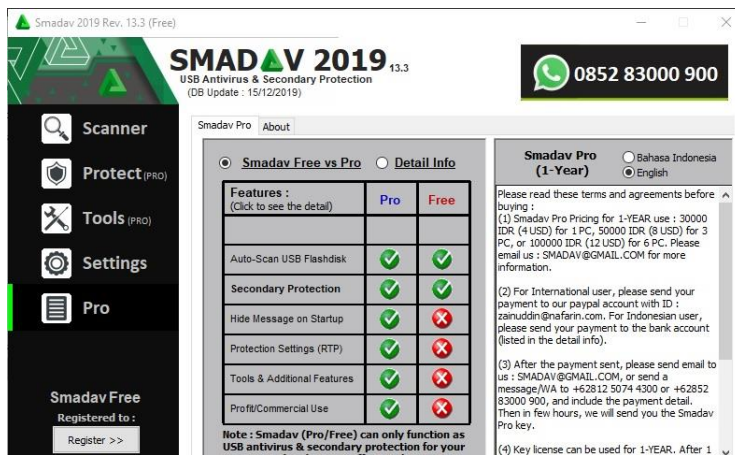 Smadav 2019 Rev. 13.3 (Free)
SMADAV 2019 13.3
USB Antivirus & Secondary Protection
(DB Update : 15/12/2019)
0852 83000 900
Scanner
Protect (PRO)
Tools (PRO)
Settings
Pro
Smadav Free
Registered to :
Register >>
Smadav Pro
About
Smadav Free vs Pro
Detail Info
Features :
(Click to see the detail)
Pro
Free
Auto-Scan USB Flashdisk
Secondary Protection
Hide Message on Startup
Protection Settings (RTP)
Tools & Additional Features
Profit/Commercial Use
Note : Smadav (Pro/Free) can only function as
USB antivirus & secondary protection for your
Smadav Pro
(1-Year)
Bahasa Indonesia
English
Please read these terms and agreements before
buying :
(1) Smadav Pro Pricing for 1-YEAR use : 30000
IDR (4 USD) for 1 PC, 50000 IDR (8 USD) for 3
PC, or 100000 IDR (12 USD) for 6 PC. Please
email us : SMADAV@GMAIL.COM for more
information.
(2) For International user, please send your
payment to our paypal account with ID :
zainuddin@nafarin.com. For Indonesian user,
please send your payment to the bank account
(listed in the detail info).
(3) After the payment sent, please send email to
us : SMADAV@GMAIL.COM, or send a
message/WA to +62812 5074 4300 or +62852
83000 900, and include the payment detail.
Then in few hours, we will send you the Smadav
Pro key.
(4) Key license can be used for 1-YEAR. After 1